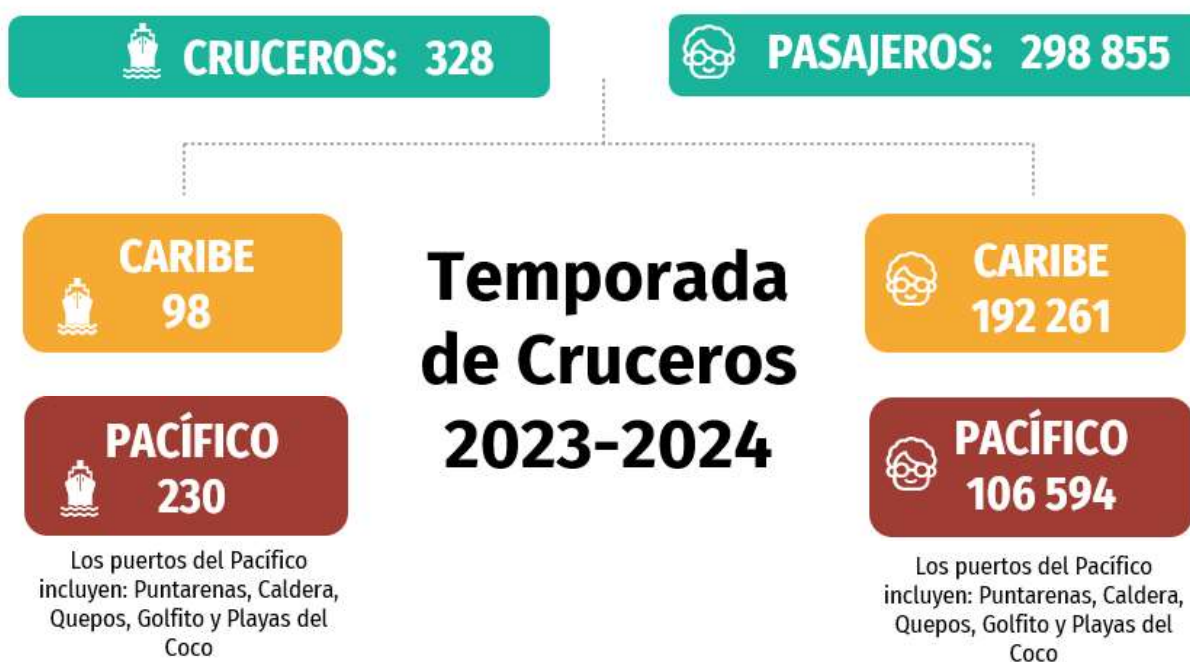 CRUCEROS: 328
PASAJEROS: 298 855
CARIBE
98
PACÍFICO
230
Los puertos del Pacífico
incluyen: Puntarenas, Caldera,
Quepos, Golfito y Playas del
Coco
Temporada
de Cruceros
2023-2024
CARIBE
192 261
PACÍFICO
106 594
Los puertos del Pacífico
incluyen: Puntarenas, Caldera,
Quepos, Golfito y Playas del
Coco